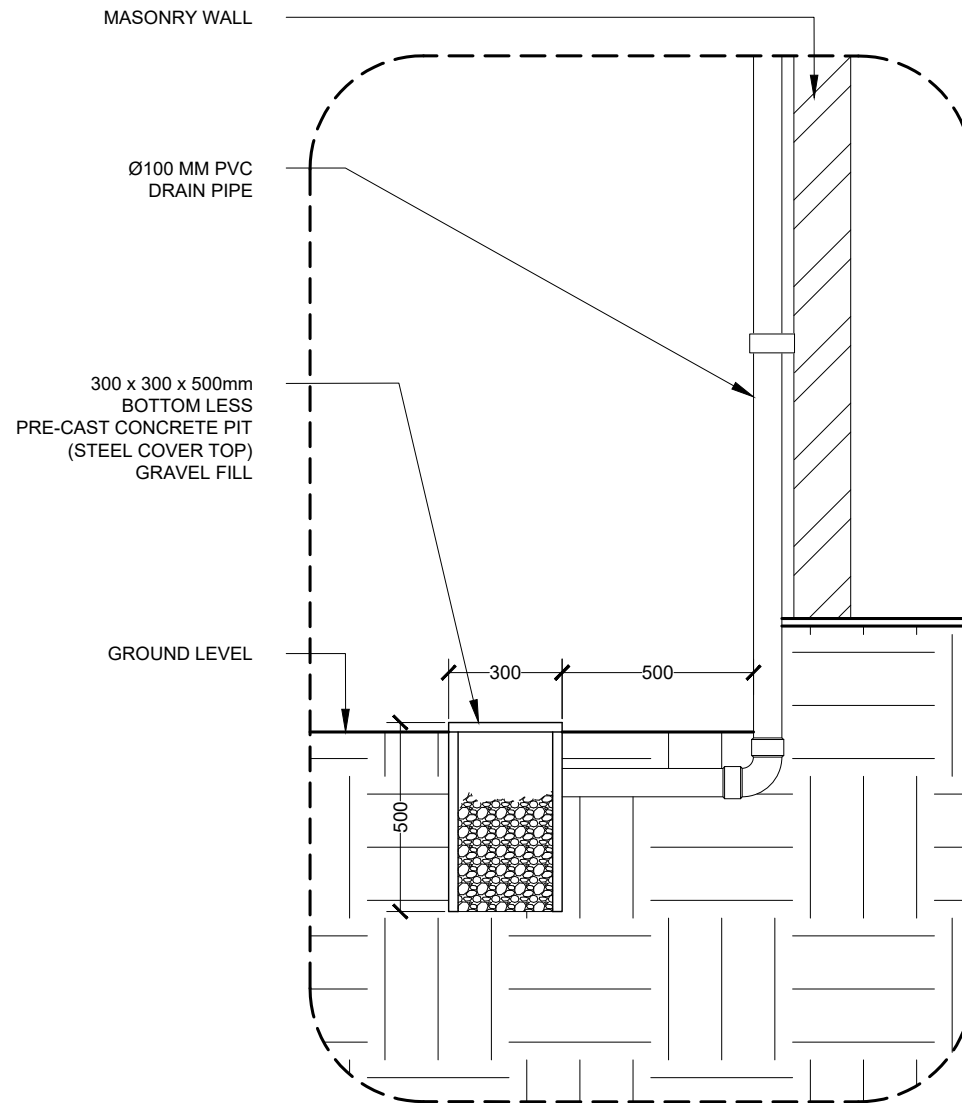 MASONRY WALL
Ø100 MM PVC
DRAIN PIPE
300 x 300 x 500mm
BOTTOM LESS
PRE-CAST CONCRETE PIT
(STEEL COVER TOP)
GRAVEL FILL
GROUND LEVEL
300
500
500